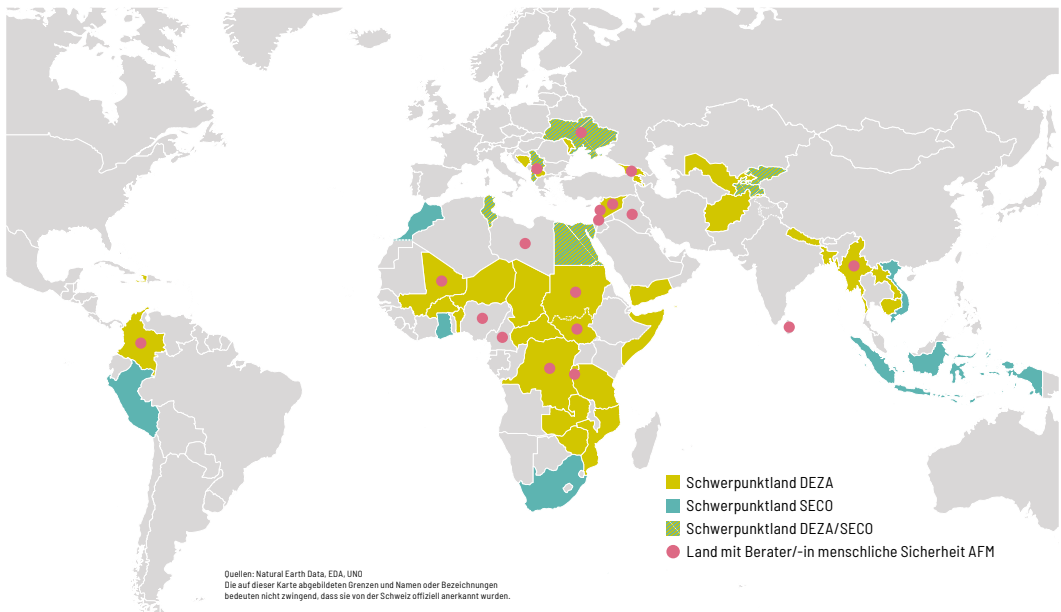 Schwerpunktland DEZA
Schwerpunktland SECO
Schwerpunktland DEZA/SECO
Land mit Berater/-in menschliche Sicherheit AFM
Quellen: Natural Earth Data, EDA, UNO
Die auf dieser Karte abgebildeten Grenzen und Namen oder Bezeichnungen
bedeuten nicht zwingend, dass sie von der Schweiz offiziell anerkannt wurden.